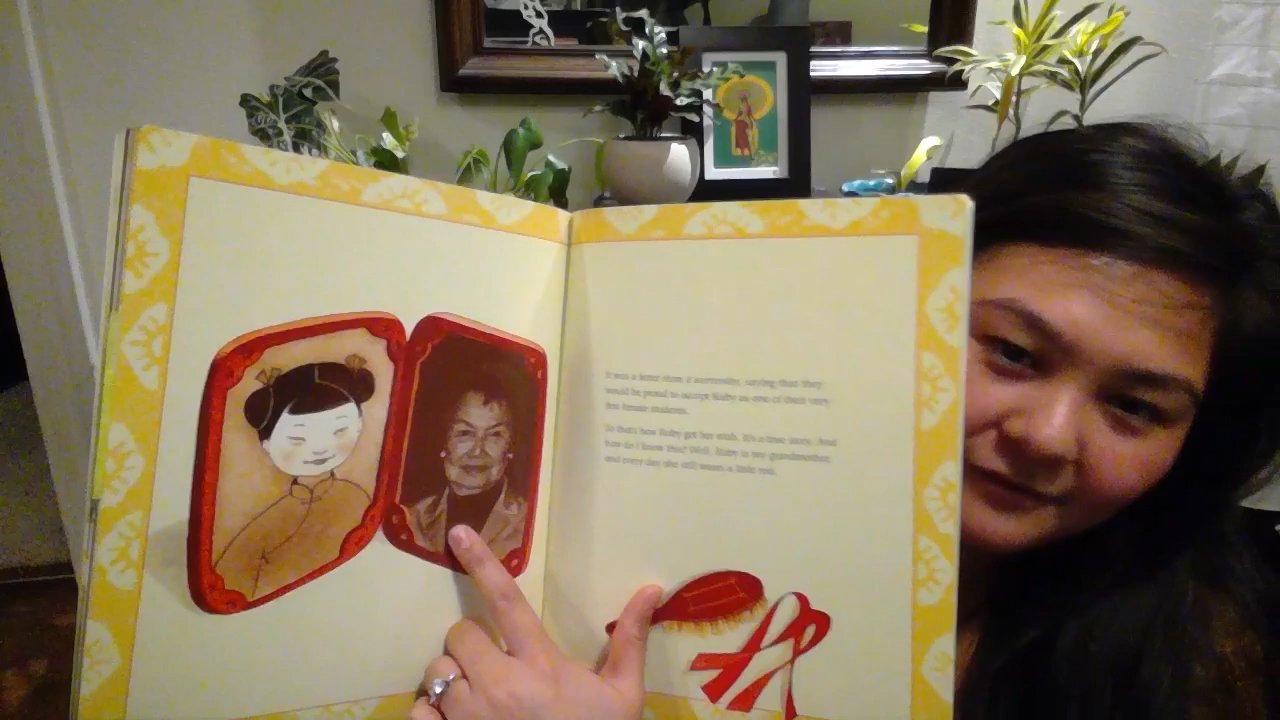 It was a letter from a university, saying that they
would be proud to accept Ruby as one of their very
first female students.
So that's how Ruby got her wish. It's a true story. And
how do I know this? Well, Ruby is my grandmother,
and every day she still wears a little red.